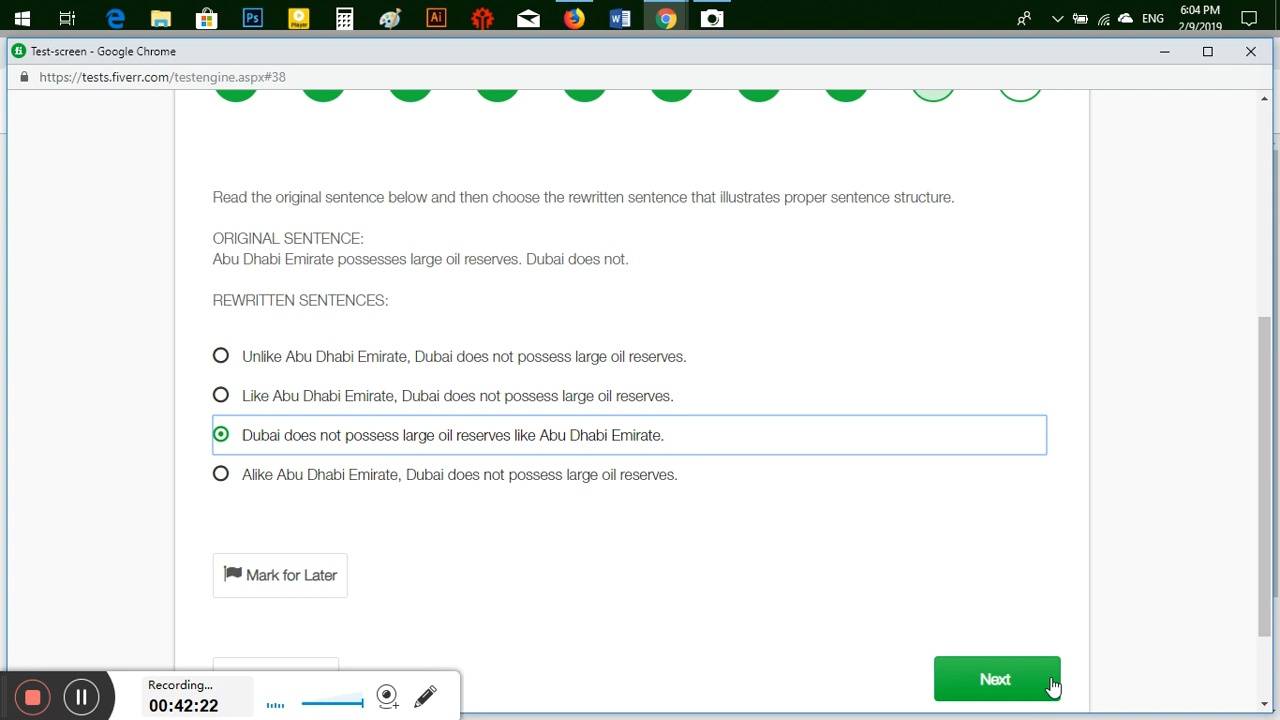 Ps
Player
Ai
W
ENG
6:04 PM
2/9/2019
fi Test-screen - Google Chrome
https://tests.fiverr.com/testengine.aspx#38
Read the original sentence below and then choose the rewritten sentence that illustrates proper sentence structure.
ORIGINAL SENTENCE:
Abu Dhabi Emirate possesses large oil reserves. Dubai does not.
REWRITTEN SENTENCES:
Unlike Abu Dhabi Emirate, Dubai does not possess large oil reserves.
Like Abu Dhabi Emirate, Dubai does not possess large oil reserves.
Dubai does not possess large oil reserves like Abu Dhabi Emirate.
Alike Abu Dhabi Emirate, Dubai does not possess large oil reserves.
Mark for Later
Next
Recording...
00:42:22